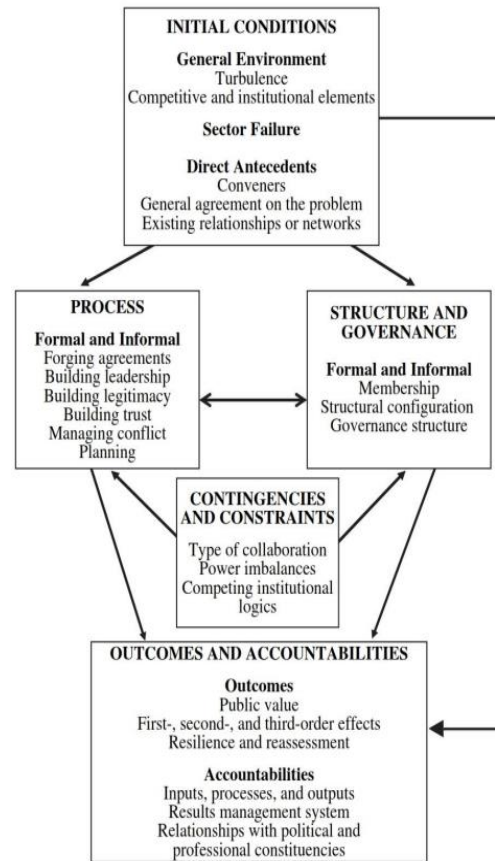 INITIAL CONDITIONS
General Environment
Turbulence
Competitive and institutional elements
Sector Failure
Direct Antecedents
Conveners
General agreement on the problem
Existing relationships or networks
PROCESS
Formal and Informal
Forging agreements
Building leadership
Building legitimacy
Building trust
Managing conflict
Planning
STRUCTURE AND
GOVERNANCE
Formal and Informal
Membership
Structural configuration
Governance structure
CONTINGENCIES
AND CONSTRAINTS
Type of collaboration
Power imbalances
Competing institutional
logics
OUTCOMES AND ACCOUNTABILITIES
Outcomes
Public value
First-, second-, and third-order effects
Resilience and reassessment
Accountabilities
Inputs, processes, and outputs
Results management system
Relationships with political and
professional constituencies